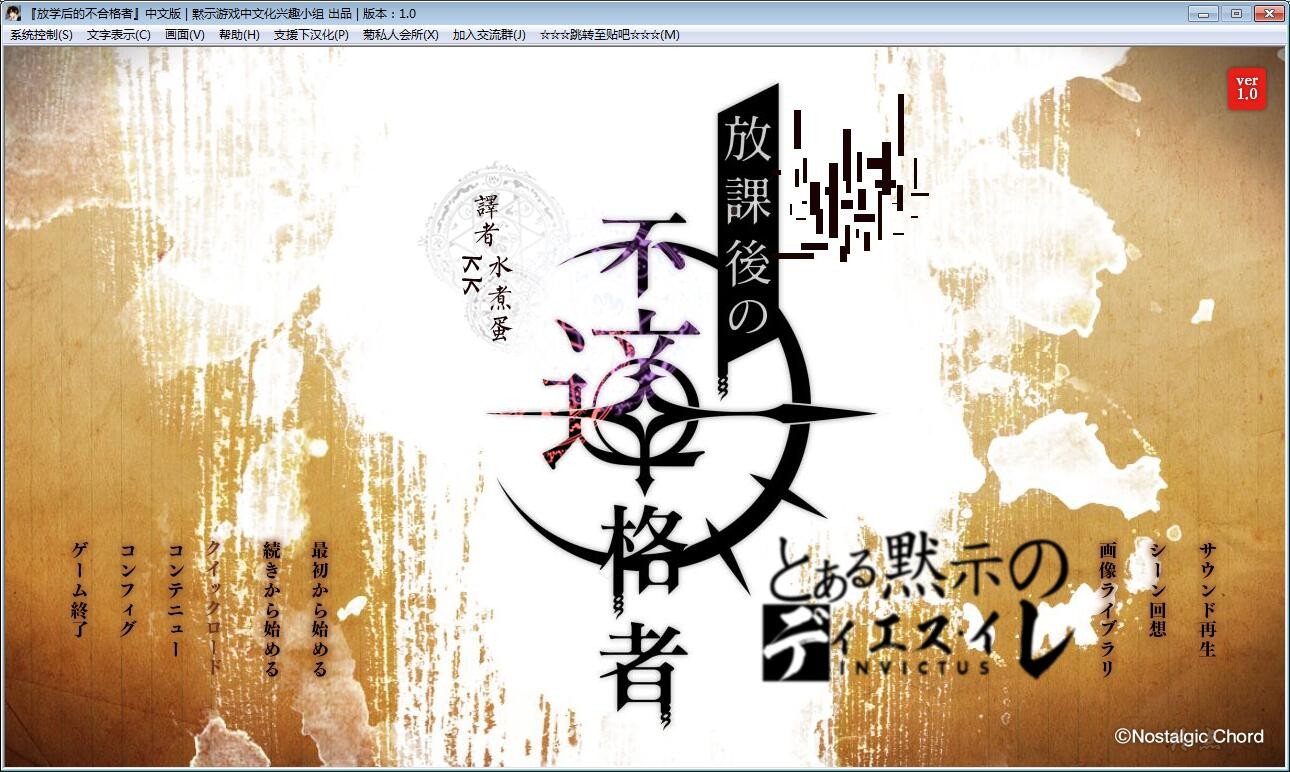 『放学后的不合格者』中文版 | 黙示游戏中文化兴趣小组 出品 | 版本：1.0
系统控制(S) 文字表示(C) 画面(V) 帮助(H) 支援下汉化(P) 菊私人会所(X) 加入交流群(J) ☆☆☆跳转至贴吧☆☆☆(M)
ver
1.0
放課後の
不適格者
譯者 水煮蛋
KK
とある黙示の
ディエス・イレ
INVICTUS
サウンド再生
シーン回想
画像ライブラリ
最初から始める
続きから始める
クイックロード
コンテニュー
コンフィグ
ゲーム終了
©Nostalgic Chord